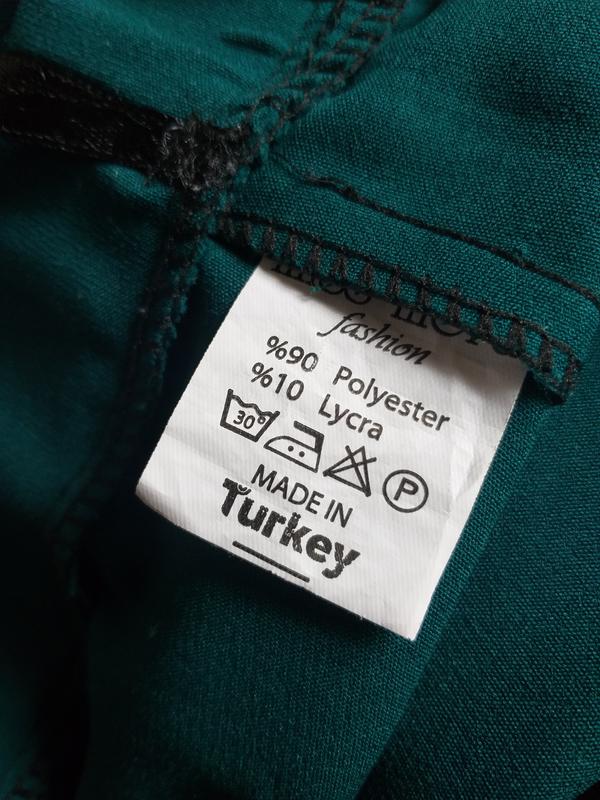 fashion
%90 Polyester
%10 Lycra
30°
P
MADE IN
Turkey